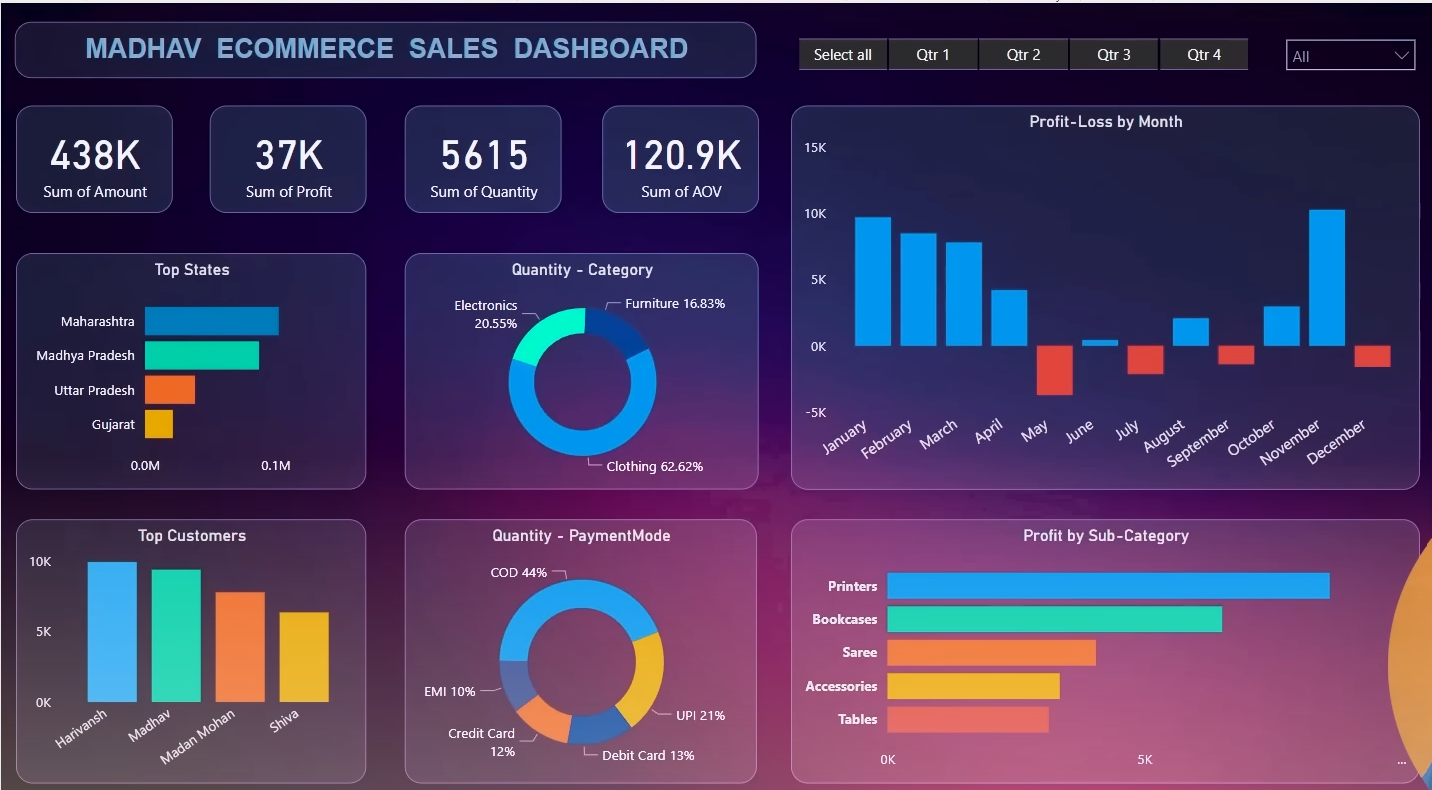 MADHAV ECOMMERCE SALES DASHBOARD
Select all
Qtr 1
Qtr 2
Qtr 3
Qtr 4
All
438K
Sum of Amount
37K
Sum of Profit
5615
Sum of Quantity
120.9K
Sum of AOV
Profit-Loss by Month
15K
10K
5K
0K
-5K
January
February
March
April
May
June
July
August
September
October
November
December
Top States
Maharashtra
Madhya Pradesh
Uttar Pradesh
Gujarat
0.0M
0.1M
Quantity - Category
Electronics
20.55%
Furniture 16.83%
Clothing 62.62%
Top Customers
10K
5K
0K
Harivansh
Madhav
Madan Mohan
Shiva
Quantity - PaymentMode
COD 44%
EMI 10%
Credit Card
12%
Debit Card 13%
UPI 21%
Profit by Sub-Category
Printers
Bookcases
Saree
Accessories
Tables
0K
5K
...